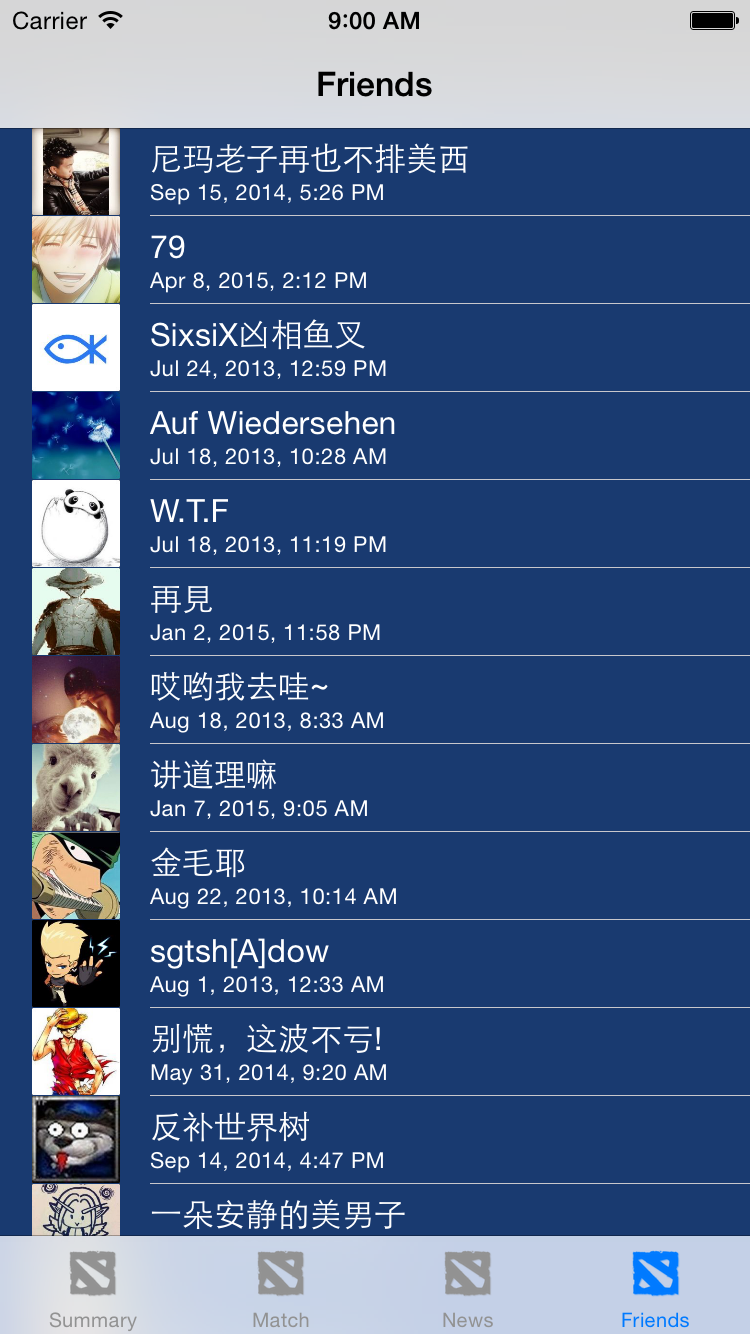 Carrier 9:00 AM
Friends
尼玛老子再也不排美西
Sep 15, 2014, 5:26 PM
79
Apr 8, 2015, 2:12 PM
SixsiX凶相鱼叉
Jul 24, 2013, 12:59 PM
Auf Wiedersehen
Jul 18, 2013, 10:28 AM
W.T.F
Jul 18, 2013, 11:19 PM
再見
Jan 2, 2015, 11:58 PM
哎哟我去哇~
Aug 18, 2013, 8:33 AM
讲道理嘛
Jan 7, 2015, 9:05 AM
金毛耶
Aug 22, 2013, 10:14 AM
sgtsh[A]dow
Aug 1, 2013, 12:33 AM
别慌，这波不亏!
May 31, 2014, 9:20 AM
反补世界树
Sep 14, 2014, 4:47 PM
一朵安静的美男子
Summary Match News Friends